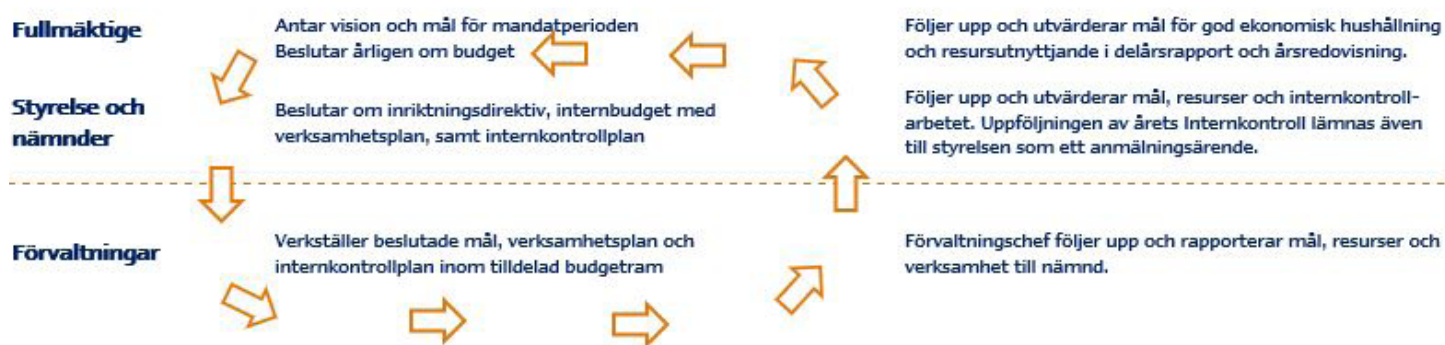 Fullmäktige
Antar vision och mål för mandatperioden
Beslutar årligen om budget
Följer upp och utvärderar mål för god ekonomisk hushållning
och resursutnyttjande i delårsrapport och årsredovisning.
Styrelse och
nämnder
Beslutar om inriktningsdirektiv, internbudget med
verksamhetsplan, samt internkontrollplan
Följer upp och utvärderar mål, resurser och internkontroll-
arbetet. Uppföljningen av årets Internkontroll lämnas även
till styrelsen som ett anmälningsärende.
Förvaltningar
Verkställer beslutade mål, verksamhetsplan och
internkontrollplan inom tilldelad budgetram
Förvaltningschef följer upp och rapporterar mål, resurser och
verksamhet till nämnd.